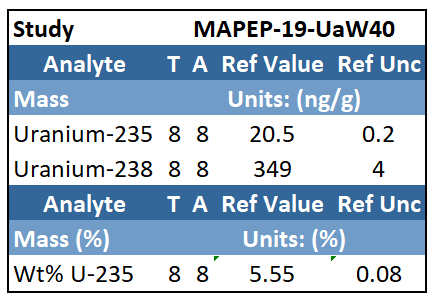 Study MAPEP-19-UaW40
Analyte T A Ref Value Ref Unc
Mass Units: (ng/g)
Uranium-235 8 8 20.5 0.2
Uranium-238 8 8 349 4
Analyte T A Ref Value Ref Unc
Mass (%) Units: (%)
Wt% U-235 8 8 5.55 0.08